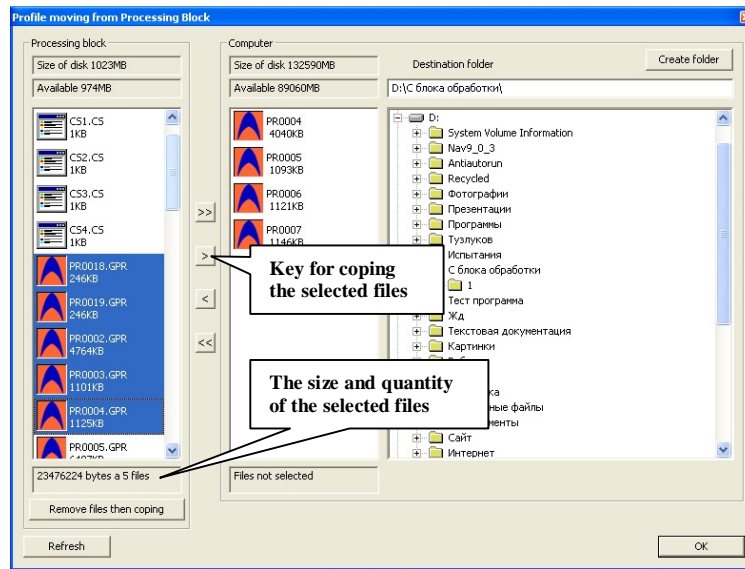 Profile moving from Processing Block
Processing block
Size of disk 1023MB
Available 974MB
CS1.CS
1KB
CS2.CS
1KB
CS3.CS
1KB
CS4.CS
1KB
PR0018.GPR
246KB
PR0019.GPR
246KB
PR0002.GPR
4764KB
PR0003.GPR
1101KB
PR0004.GPR
1125KB
PR0005.GPR
23476224 bytes a 5 files
Remove files then coping
Refresh
>>
>
<
<<
Computer
Size of disk 132590MB
Available 89060MB
PR0004
4040KB
PR0005
1093KB
PR0006
1121KB
PR0007
1146KB
Files not selected
Destination folder
Create folder
D:\С блока обработки\
D:
System Volume Information
Nav9_0_3
Antiautorun
Recycled
Фотографии
Презентации
Программы
Тузлуков
Испытания
С блока обработки
1
Тест программа
Жд
Текстовая документация
Картинки
файлы
Сайт
Интернет
Key for coping
the selected files
The size and quantity
of the selected files
OK